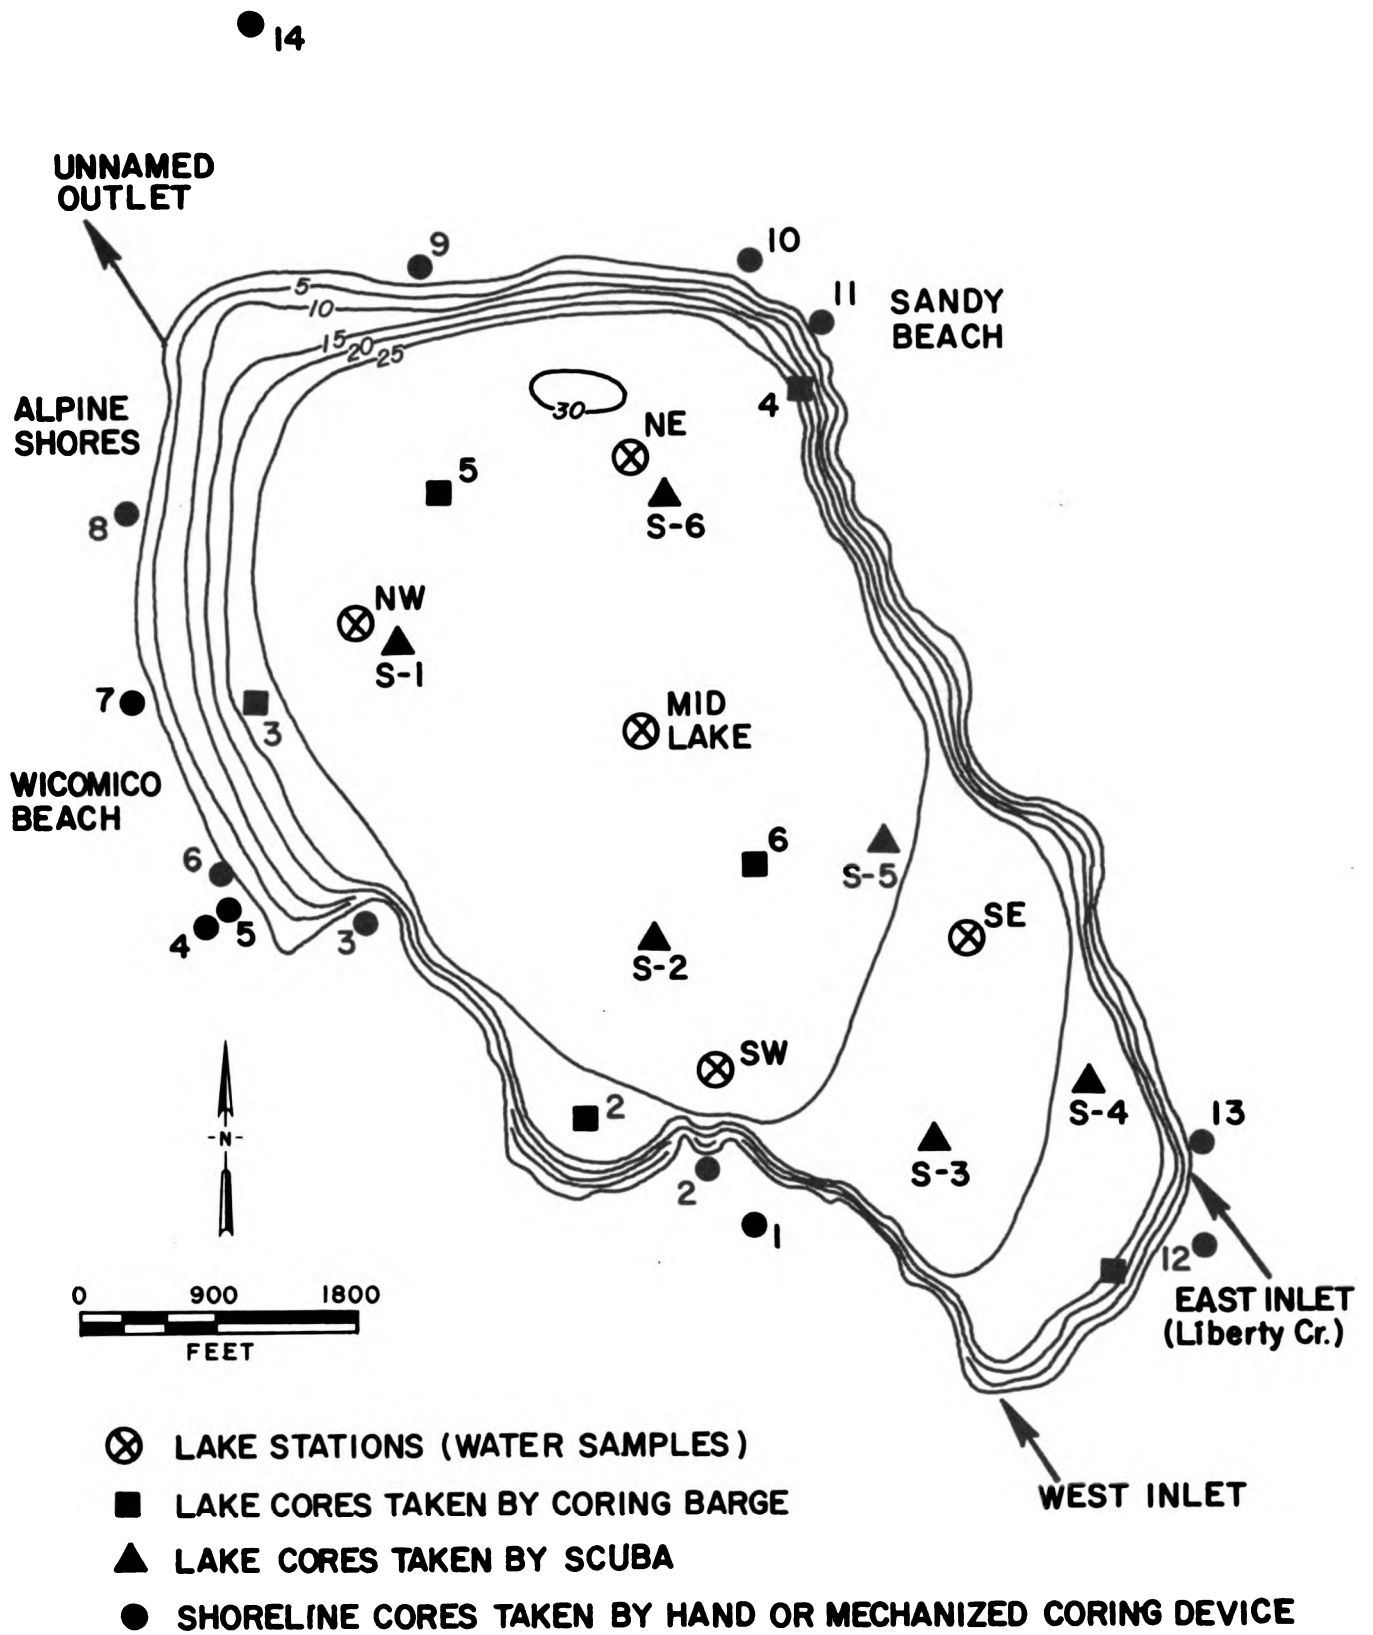 14
UNNAMED
OUTLET
9
10
11
SANDY
BEACH
5
10
15
20
25
30
ALPINE
SHORES
4
NE
5
S-6
8
NW
S-1
7
3
MID
LAKE
WICOMICO
BEACH
6
6
S-5
SE
4
5
3
S-2
SW
-N-
2
S-4
13
S-3
2
1
12
0 900 1800
FEET
EAST INLET
(Liberty Cr.)
WEST INLET
LAKE STATIONS (WATER SAMPLES)
LAKE CORES TAKEN BY CORING BARGE
LAKE CORES TAKEN BY SCUBA
SHORELINE CORES TAKEN BY HAND OR MECHANIZED CORING DEVICE